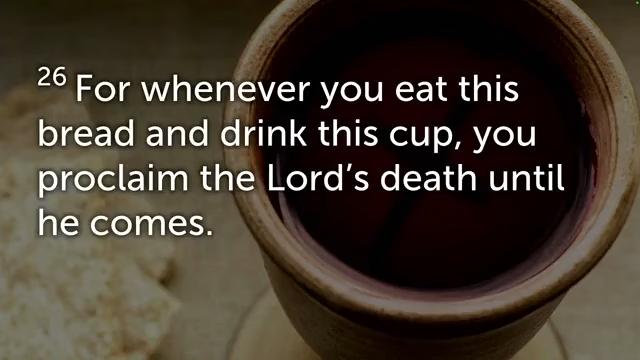 26 For whenever you eat this
bread and drink this cup, you
proclaim the Lord’s death until
he comes.